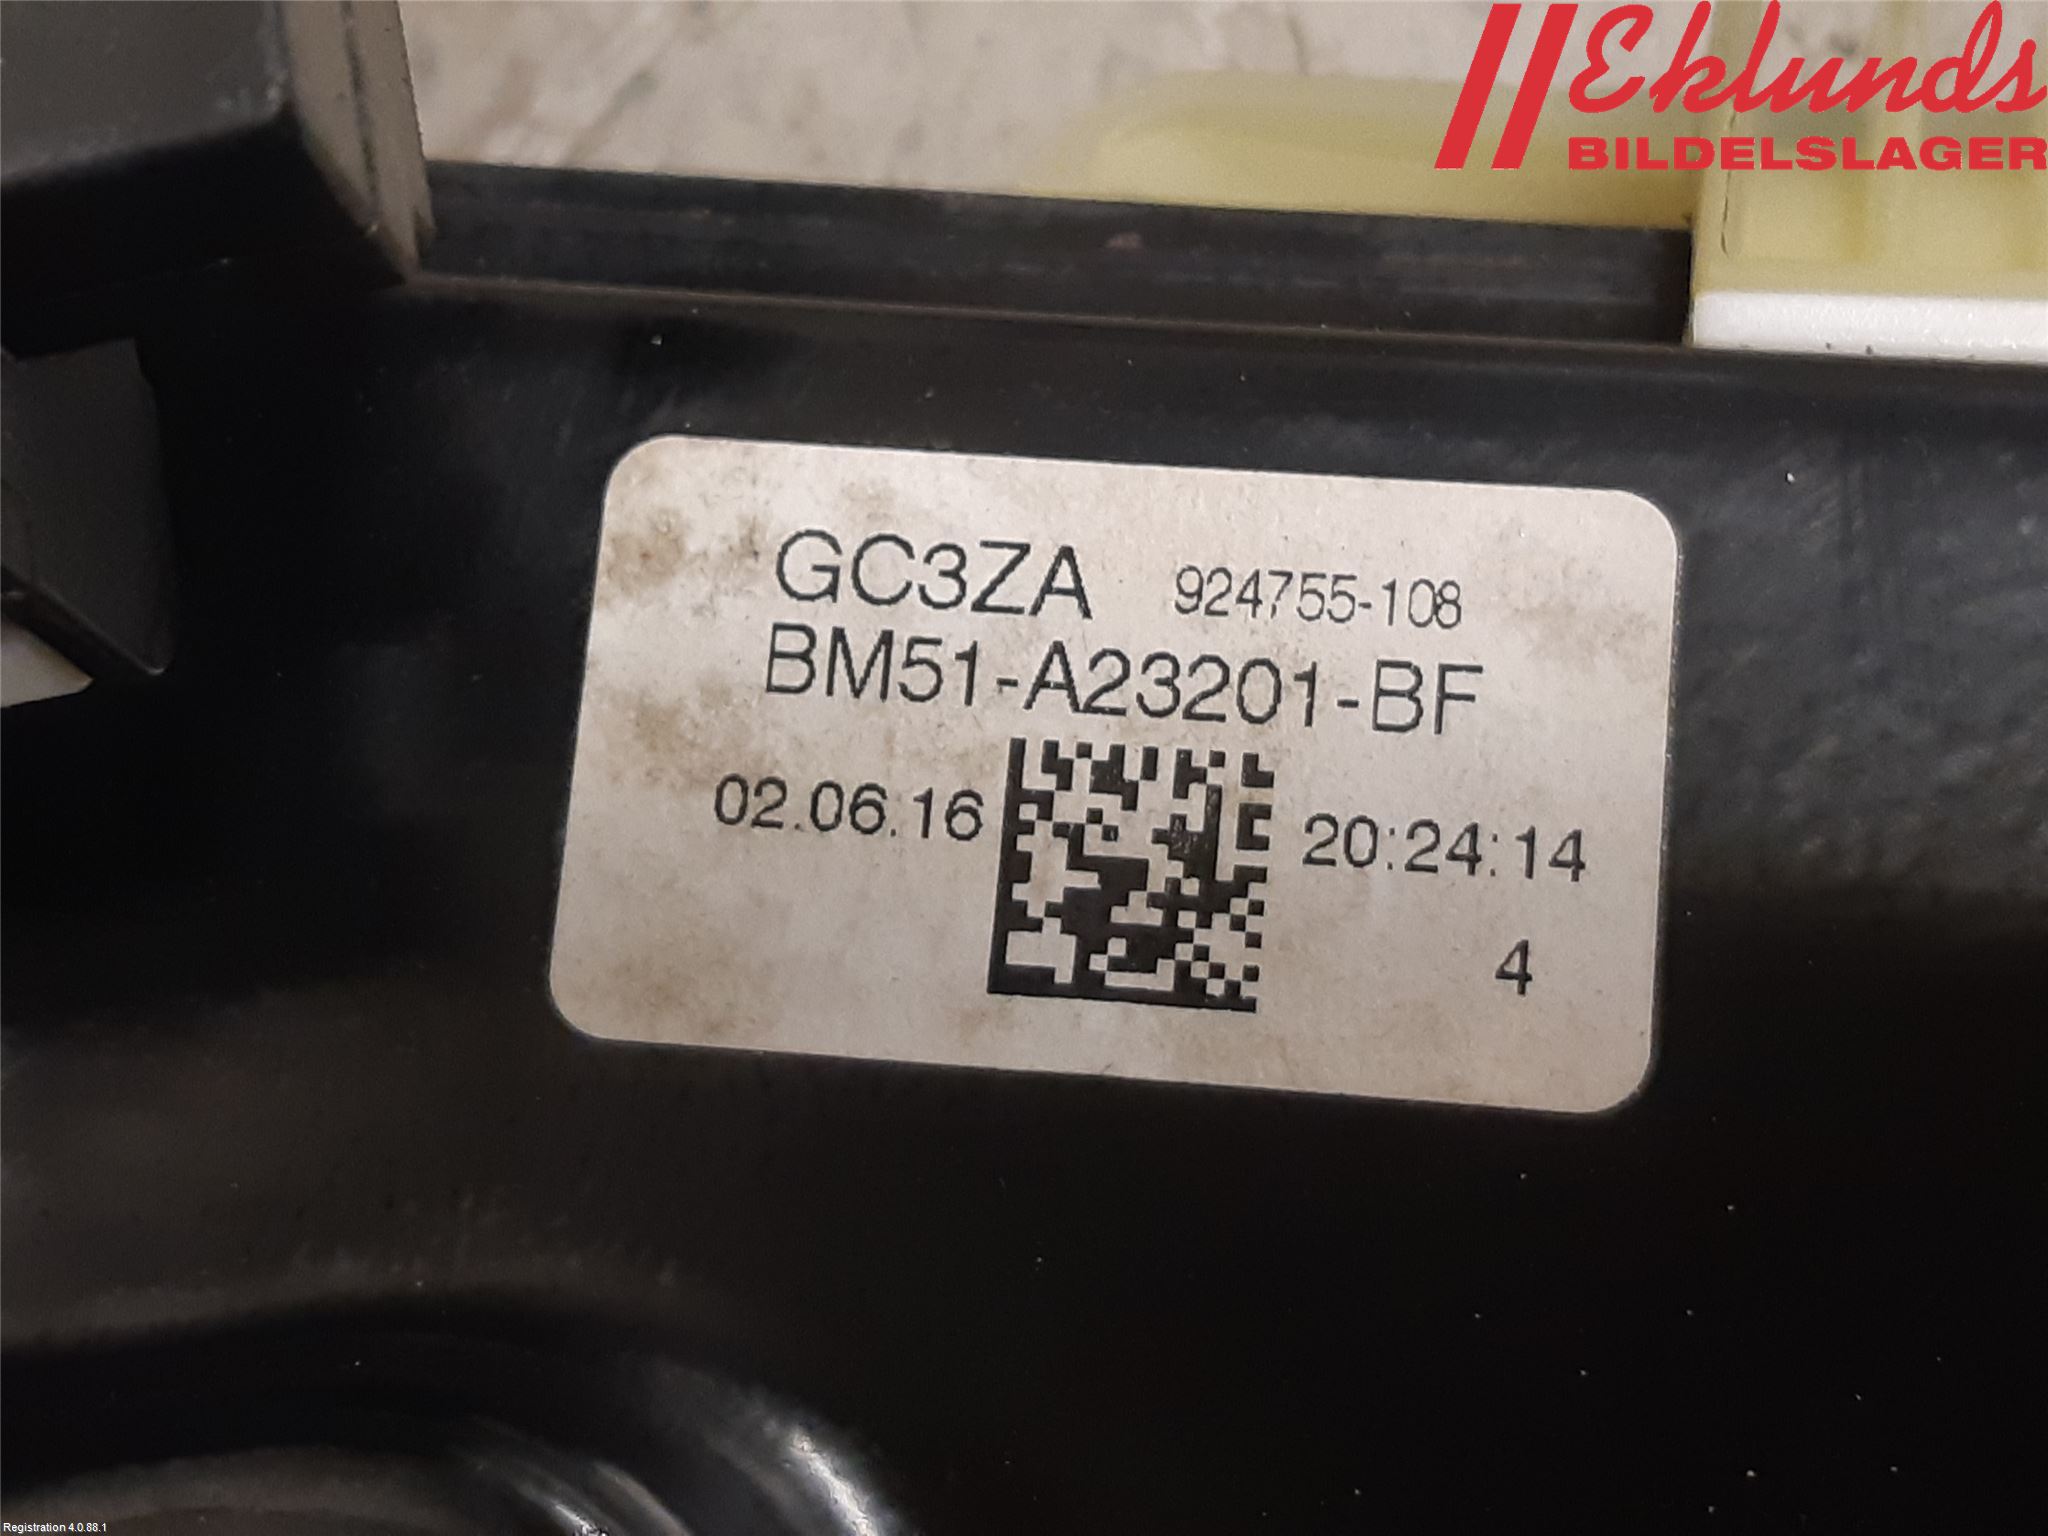 Eklunds
BILDELSLAGER
GC3ZA 924755-108
BM51-A23201-BF
02.06.16 20:24:14
4
Registration 4.0.88.1